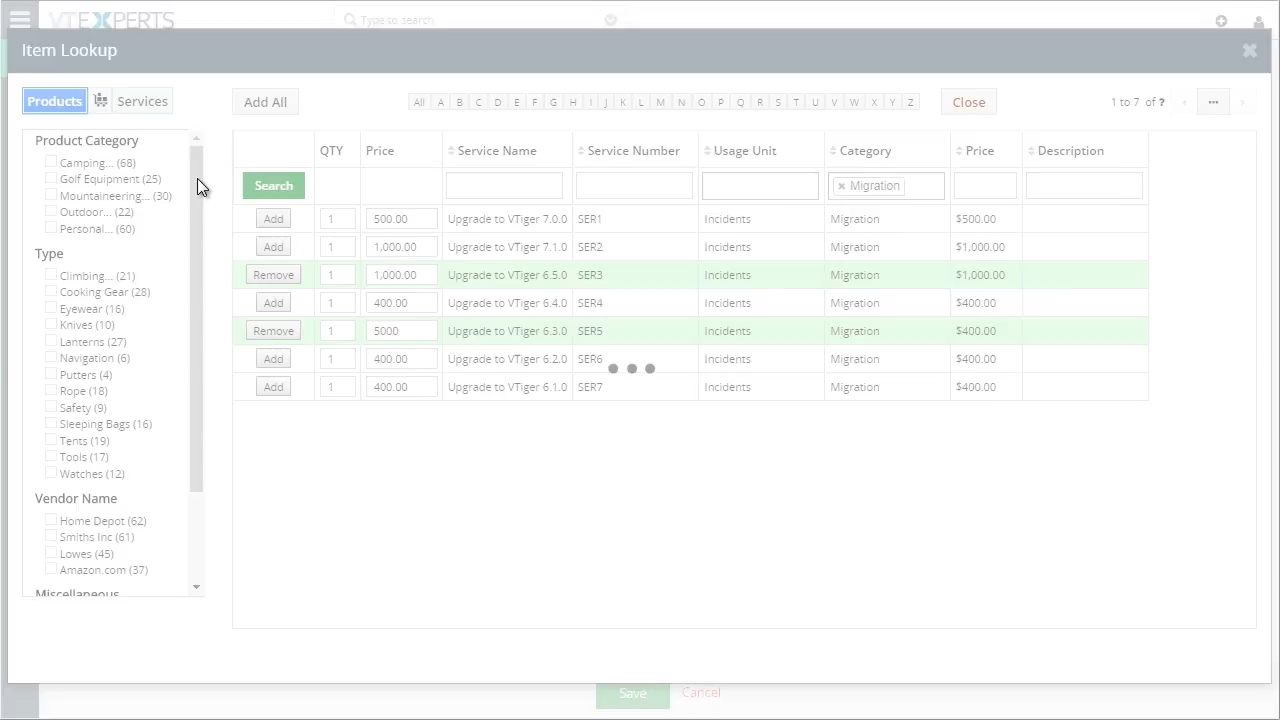 VTEXPERTS
Type to search
Item Lookup
Products Services
Add All
All A B C D E F G H I J K L M N O P Q R S T U V W X Y Z
Close
1 to 7 of ?
Product Category
Camping... (68)
Golf Equipment (25)
Mountaineering... (30)
Outdoor... (22)
Personal... (60)
Type
Climbing... (21)
Cooking Gear (28)
Eyewear (16)
Knives (10)
Lanterns (27)
Navigation (6)
Putters (4)
Rope (18)
Safety (9)
Sleeping Bags (16)
Tents (19)
Tools (17)
Watches (12)
Vendor Name
Home Depot (62)
Smiths Inc (61)
Lowes (45)
Amazon.com (37)
Miscellaneous
QTY Price Service Name Service Number Usage Unit Category Price Description
Search Migration
Add 1 500.00 Upgrade to VTiger 7.0.0 SER1 Incidents Migration $500.00
Add 1 1,000.00 Upgrade to VTiger 7.1.0 SER2 Incidents Migration $1,000.00
Remove 1 1,000.00 Upgrade to VTiger 6.5.0 SER3 Incidents Migration $1,000.00
Add 1 400.00 Upgrade to VTiger 6.4.0 SER4 Incidents Migration $400.00
Remove 1 5000 Upgrade to VTiger 6.3.0 SER5 Incidents Migration $400.00
Add 1 400.00 Upgrade to VTiger 6.2.0 SER6 Incidents Migration $400.00
Add 1 400.00 Upgrade to VTiger 6.1.0 SER7 Incidents Migration $400.00
Save Cancel